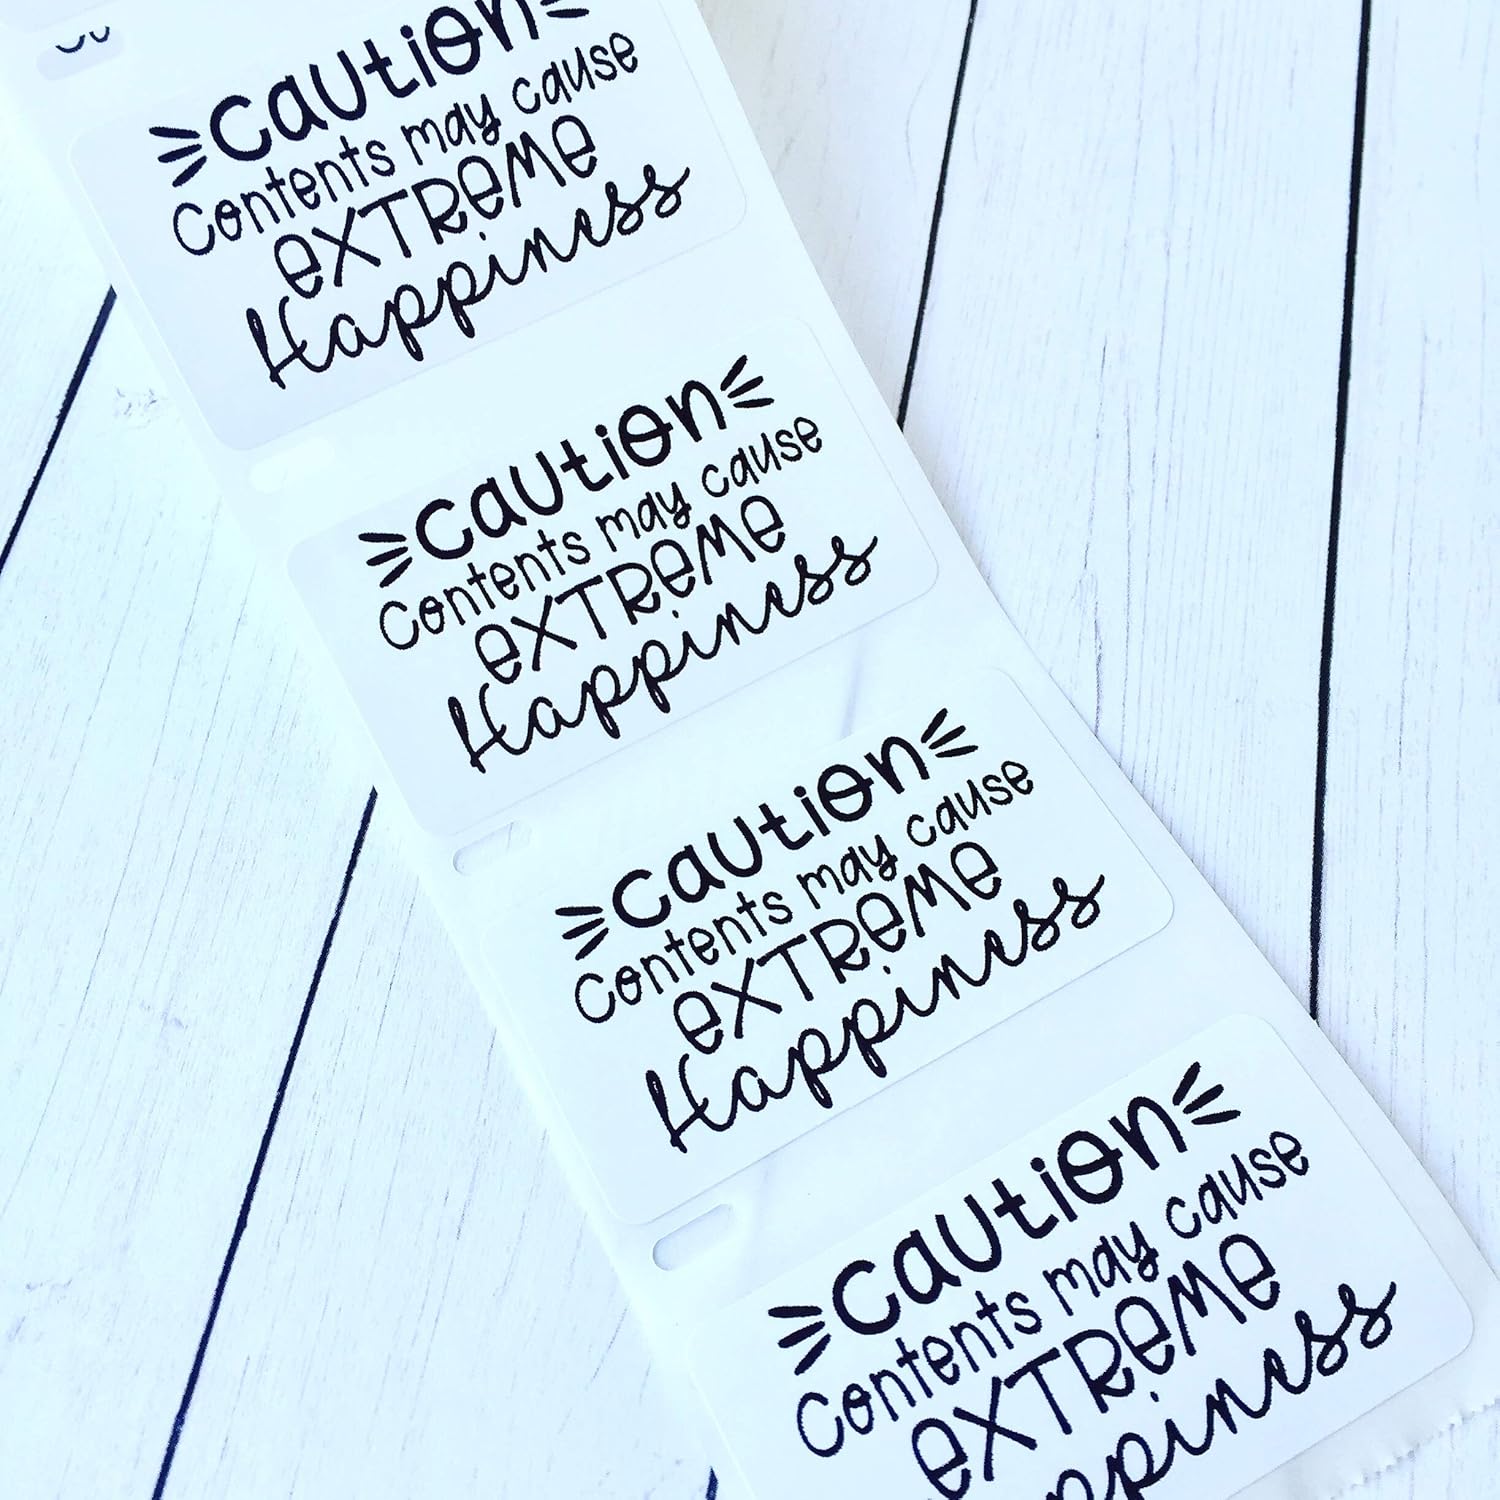 caution
Contents may cause
eXTReMe
Happiness
caution
Contents may cause
eXTReMe
Happiness
caution
Contents may cause
eXTReMe
Happiness
caution
Contents may cause
eXTReMe
ppiness